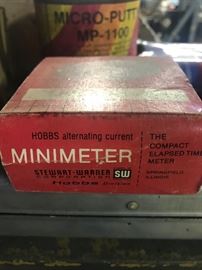 MICRO-PUTT
MP-1100
HOBBS alternating current
MINIMETER
STEWART-WARNER SW
CORPORATION
Hobbs Division
THE
COMPACT
ELAPSED TIME
METER
SPRINGFIELD
ILLINOIS